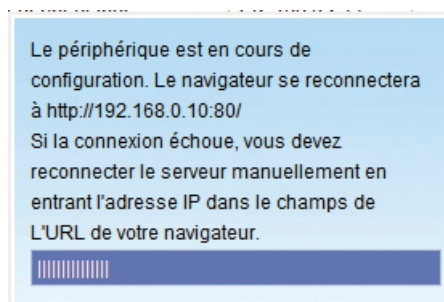 Le périphérique est en cours de
configuration. Le navigateur se reconnectera
à http://192.168.0.10:80/
Si la connexion échoue, vous devez
reconnecter le serveur manuellement en
entrant l'adresse IP dans le champs de
L'URL de votre navigateur.